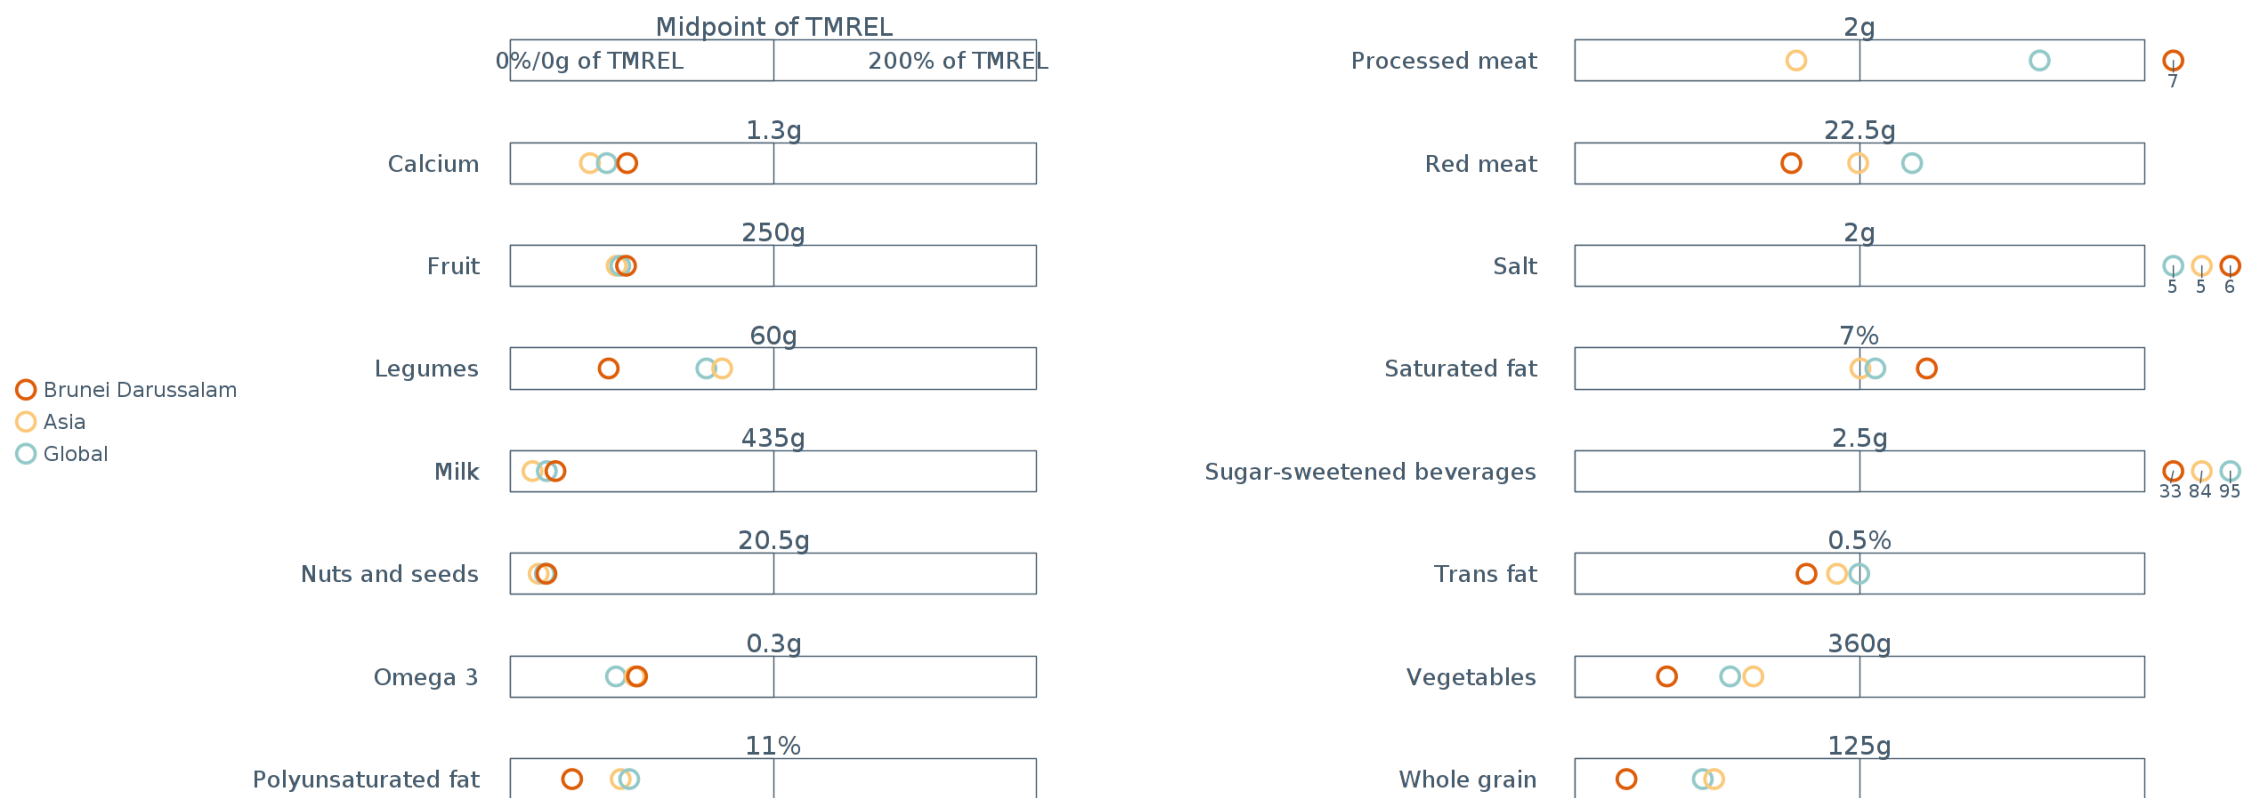 Midpoint of TMREL
0%/0g of TMREL 200% of TMREL
1.3g
Calcium
250g
Fruit
60g
Legumes
435g
Milk
20.5g
Nuts and seeds
0.3g
Omega 3
11%
Polyunsaturated fat
Brunei Darussalam
Asia
Global
2g
Processed meat
7
22.5g
Red meat
2g
Salt
5 5 6
7%
Saturated fat
2.5g
Sugar-sweetened beverages
33 84 95
0.5%
Trans fat
360g
Vegetables
125g
Whole grain